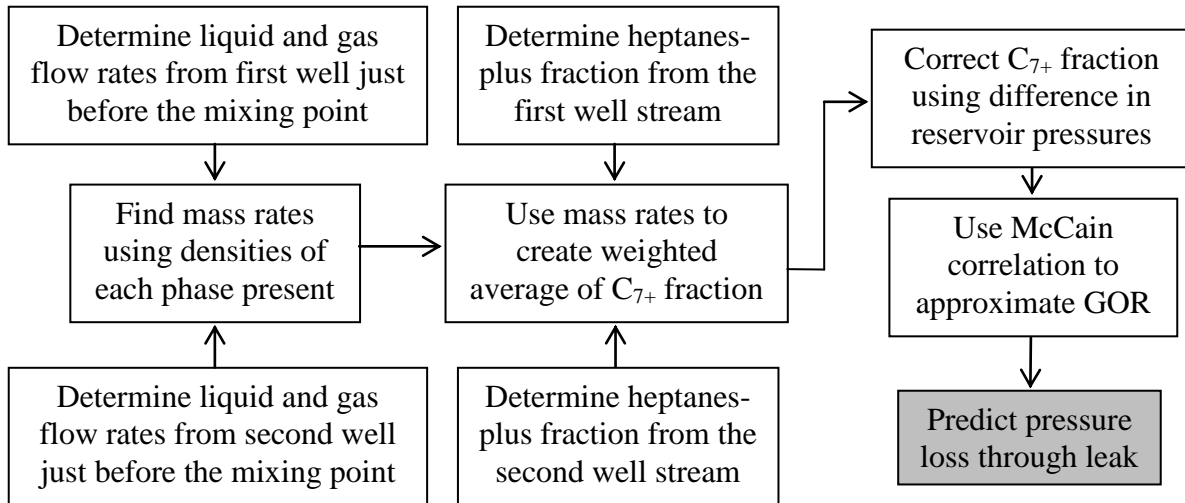 Determine liquid and gas
flow rates from first well just
before the mixing point
Determine heptanes-
plus fraction from the
first well stream
Correct C₇₊ fraction
using difference in
reservoir pressures
Find mass rates
using densities of
each phase present
Use mass rates to
create weighted
average of C₇₊ fraction
Use McCain
correlation to
approximate GOR
Determine liquid and gas
flow rates from second well
just before the mixing point
Determine heptanes-
plus fraction from the
second well stream
Predict pressure
loss through leak